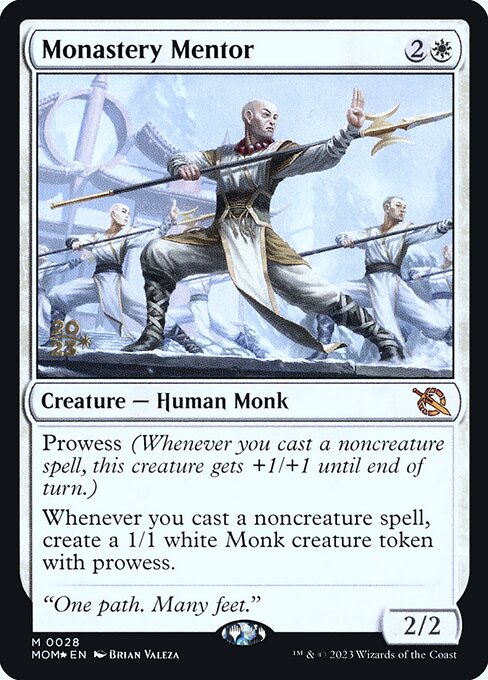 Monastery Mentor 2
20
23*
Creature — Human Monk
Prowess (Whenever you cast a noncreature
spell, this creature gets +1/+1 until end of
turn.)
Whenever you cast a noncreature spell,
create a 1/1 white Monk creature token
with prowess.
"One path. Many feet."
2/2
M 0028
MOM★EN Brian Valeza
™ & © 2023 Wizards of the Coast